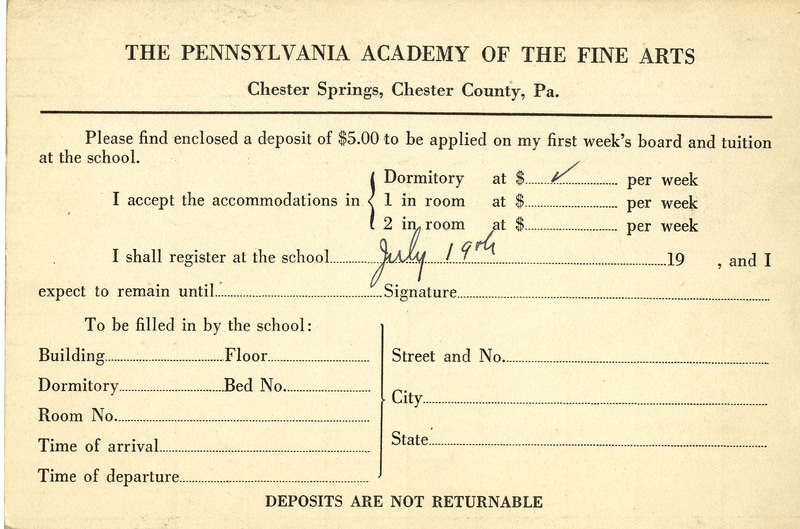 THE PENNSYLVANIA ACADEMY OF THE FINE ARTS
Chester Springs, Chester County, Pa.
Please find enclosed a deposit of $5.00 to be applied on my first week's board and tuition
at the school.
I accept the accommodations in
Dormitory at $ ✓ per week
1 in room at $ per week
2 in room at $ per week
I shall register at the school July 19th 19 , and I
expect to remain until Signature
To be filled in by the school:
Building Floor
Dormitory Bed No.
Room No.
Time of arrival
Time of departure
Street and No.
City
State
DEPOSITS ARE NOT RETURNABLE